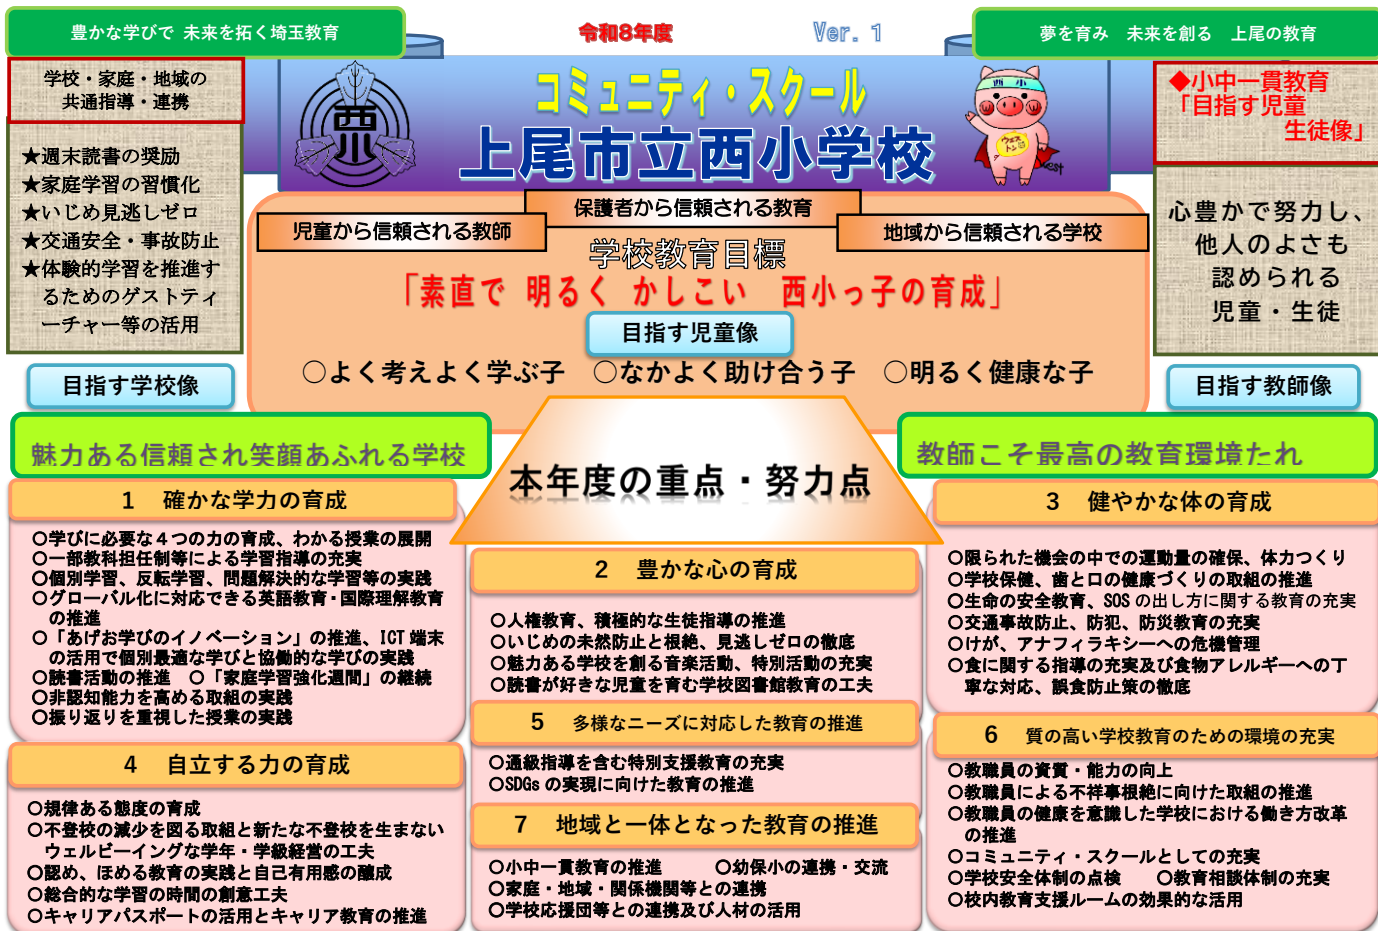 豊かな学びで 未来を拓く埼玉教育
令和8年度
Ver. 1
夢を育み　未来を創る　上尾の教育
学校・家庭・地域の
共通指導・連携
★週末読書の奨励
★家庭学習の習慣化
★いじめ見逃しゼロ
★交通安全・事故防止
★体験的学習を推進す
るためのゲストティ
ーチャー等の活用
西小
コミュニティ・スクール
上尾市立西小学校
西小
ウェス
トン
West
◆小中一貫教育
「目指す児童
生徒像」
心豊かで努力し、
他人のよさも
認められる
児童・生徒
児童から信頼される教師
保護者から信頼される教育
地域から信頼される学校
学校教育目標
「素直で 明るく かしこい　西小っ子の育成」
目指す児童像
○よく考えよく学ぶ子　○なかよく助け合う子　○明るく健康な子
目指す学校像
魅力ある信頼され笑顔あふれる学校
目指す教師像
教師こそ最高の教育環境たれ
本年度の重点・努力点
1　確かな学力の育成
○学びに必要な４つの力の育成、わかる授業の展開
○一部教科担任制等による学習指導の充実
○個別学習、反転学習、問題解決的な学習等の実践
○グローバル化に対応できる英語教育・国際理解教育
の推進
○「あげお学びのイノベーション」の推進、ICT 端末
の活用で個別最適な学びと協働的な学びの実践
○読書活動の推進　○「家庭学習強化週間」の継続
○非認知能力を高める取組の実践
○振り返りを重視した授業の実践
2　豊かな心の育成
○人権教育、積極的な生徒指導の推進
○いじめの未然防止と根絶、見逃しゼロの徹底
○魅力ある学校を創る音楽活動、特別活動の充実
○読書が好きな児童を育む学校図書館教育の工夫
3　健やかな体の育成
○限られた機会の中での運動量の確保、体力つくり
○学校保健、歯と口の健康づくりの取組の推進
○生命の安全教育、SOS の出し方に関する教育の充実
○交通事故防止、防犯、防災教育の充実
○けが、アナフィラキシーへの危機管理
○食に関する指導の充実及び食物アレルギーへの丁
寧な対応、誤食防止策の徹底
4　自立する力の育成
○規律ある態度の育成
○不登校の減少を図る取組と新たな不登校を生まない
ウェルビーイングな学年・学級経営の工夫
○認め、ほめる教育の実践と自己有用感の醸成
○総合的な学習の時間の創意工夫
○キャリアパスポートの活用とキャリア教育の推進
5　多様なニーズに対応した教育の推進
○通級指導を含む特別支援教育の充実
○SDGs の実現に向けた教育の推進
6　質の高い学校教育のための環境の充実
○教職員の資質・能力の向上
○教職員による不祥事根絶に向けた取組の推進
○教職員の健康を意識した学校における働き方改革
の推進
○コミュニティ・スクールとしての充実
○学校安全体制の点検　○教育相談体制の充実
○校内教育支援ルームの効果的な活用
7　地域と一体となった教育の推進
○小中一貫教育の推進　○幼保小の連携・交流
○家庭・地域・関係機関等との連携
○学校応援団等との連携及び人材の活用